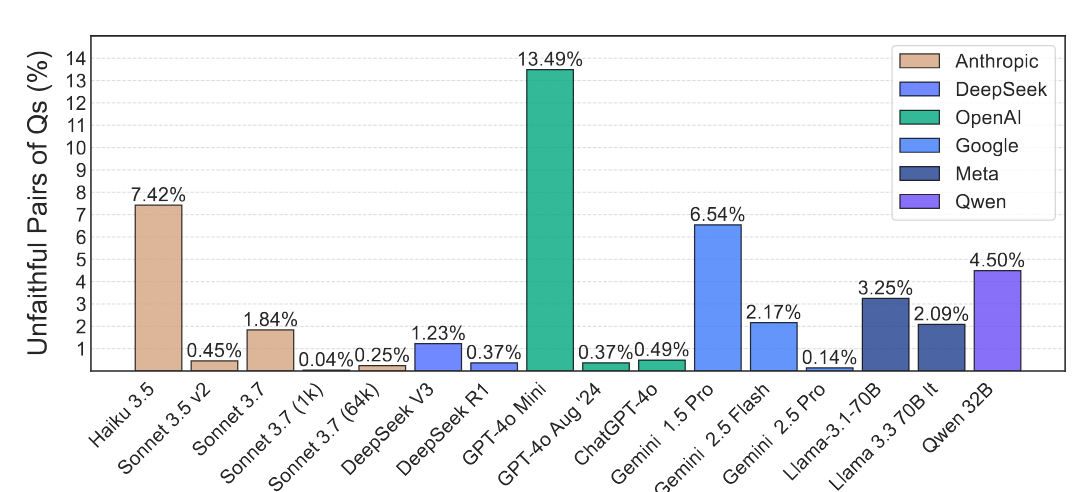 Unfaithful Pairs of Qs (%)
14
13
12
11
10
9
8
7
6
5
4
3
2
1
7.42%
0.45%
1.84%
0.04%
0.25%
1.23%
0.37%
13.49%
0.37%
0.49%
6.54%
2.17%
0.14%
3.25%
2.09%
4.50%
Anthropic
DeepSeek
OpenAI
Google
Meta
Qwen
Haiku 3.5
Sonnet 3.5 v2
Sonnet 3.7
Sonnet 3.7 (1k)
Sonnet 3.7 (64k)
DeepSeek V3
DeepSeek R1
GPT-4o Mini
GPT-4o Aug '24
ChatGPT-4o
Gemini 1.5 Pro
Gemini 2.5 Flash
Gemini 2.5 Pro
Llama-3.1-70B
Llama 3.3 70B It
Qwen 32B